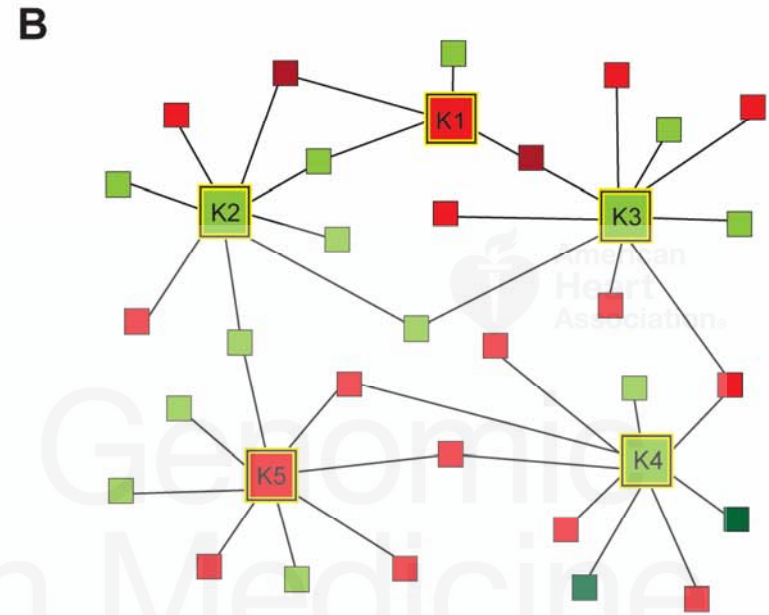 B
K1
K2
K3
American
Heart
Association®
Genomic
K5
K4
n Medicine